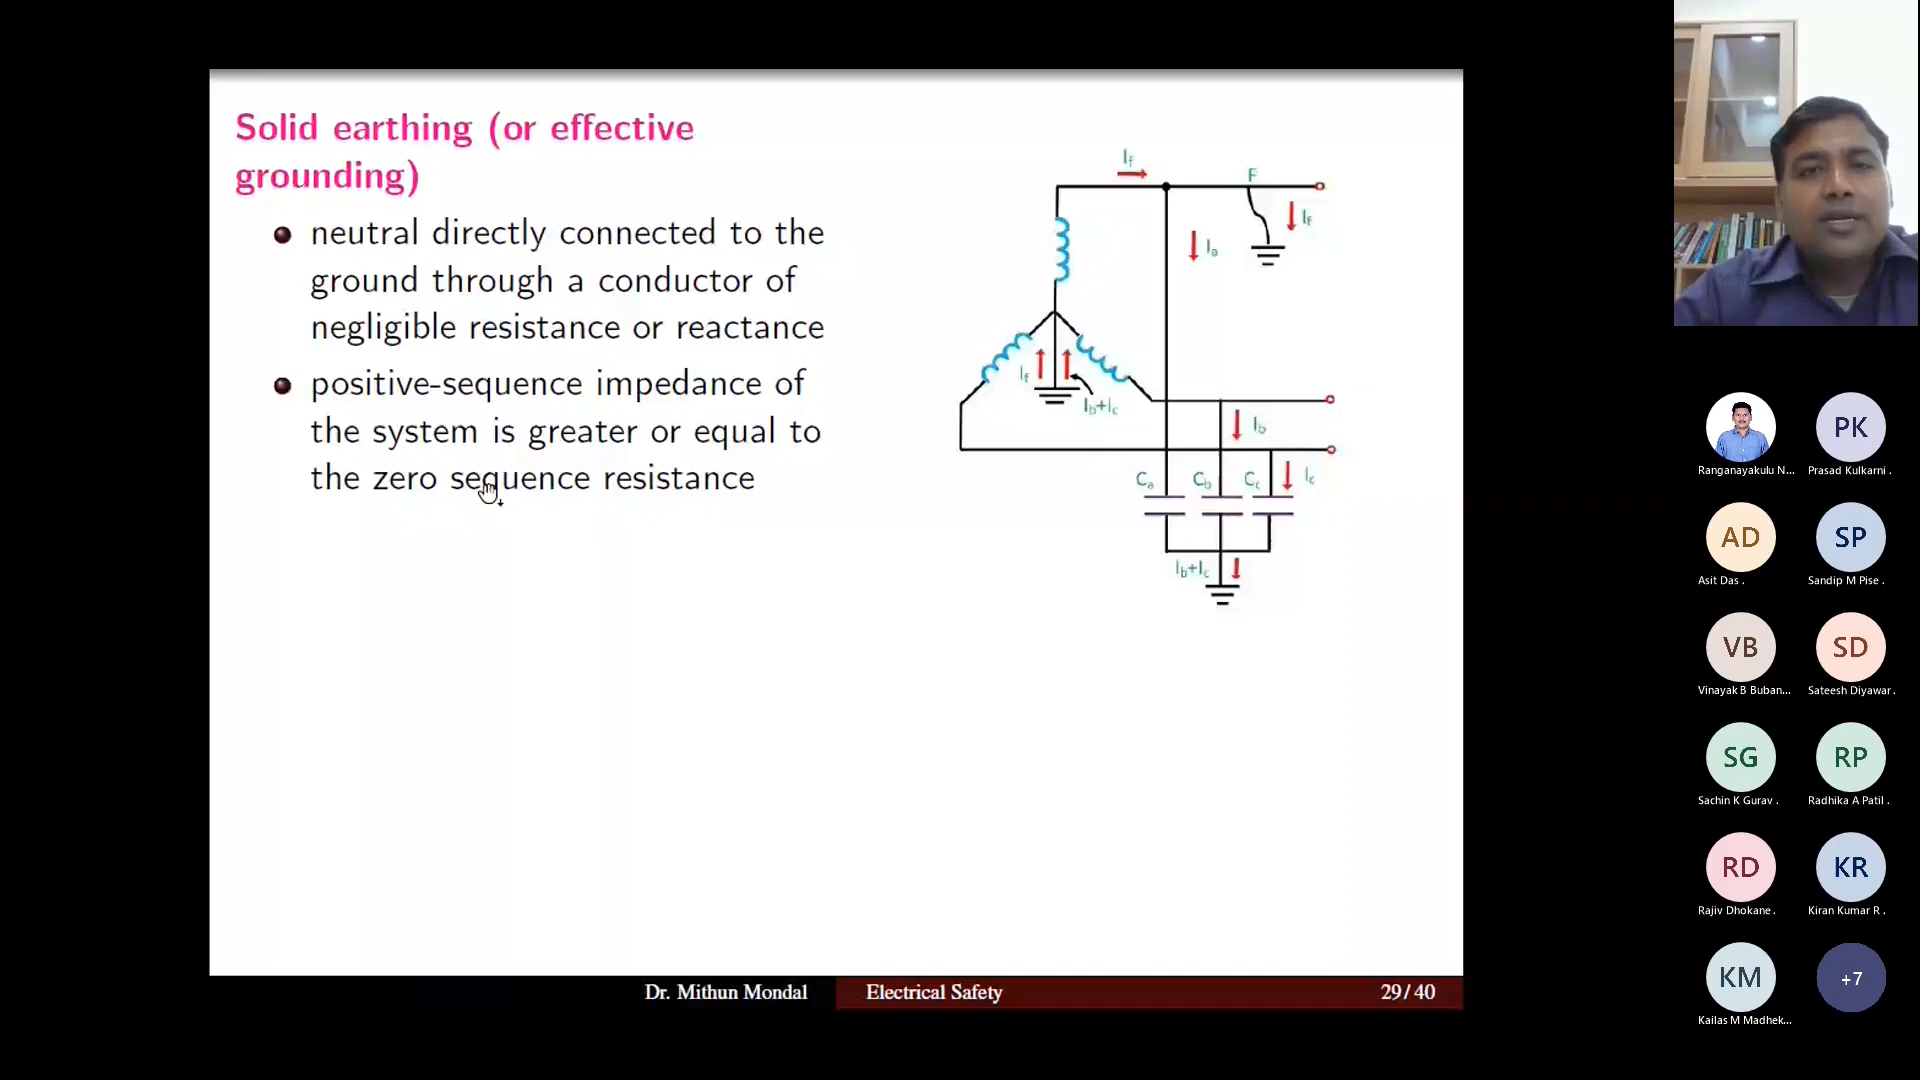 Solid earthing (or effective
grounding)
neutral directly connected to the
ground through a conductor of
negligible resistance or reactance
positive-sequence impedance of
the system is greater or equal to
the zero sequence resistance
If
F
If
Ia
If
Ib+Ic
Ib
Ca
Cb
Cc
Ic
Ib+Ic
Dr. Mithun Mondal
Electrical Safety
29/40
Ranganayakulu N...
PK
Prasad Kulkarni .
AD
Asit Das .
SP
Sandip M Pise .
VB
Vinayak B Buban...
SD
Sateesh Diyawar .
SG
Sachin K Gurav .
RP
Radhika A Patil .
RD
Rajiv Dhokane .
KR
Kiran Kumar R .
KM
Kailas M Madhek...
+7